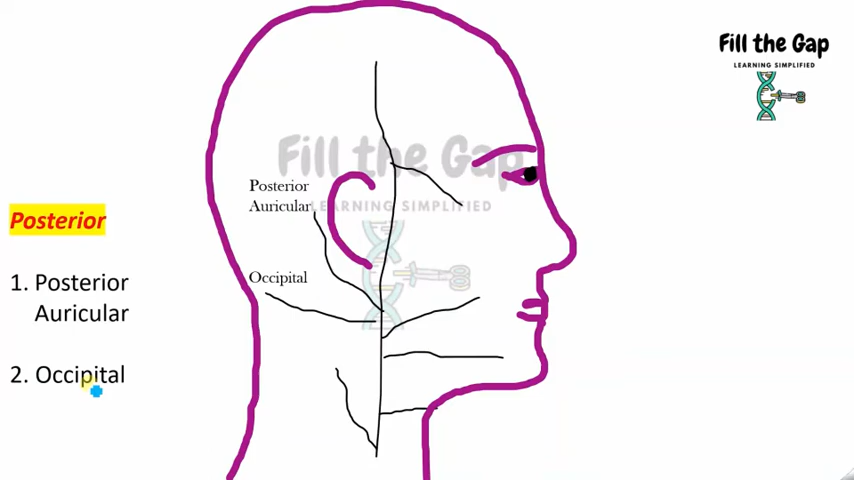 Fill the Gap
LEARNING SIMPLIFIED
Fill the Gap
LEARNING SIMPLIFIED
Posterior
Auricular
Occipital
Posterior
1. Posterior
Auricular
2. Occipital